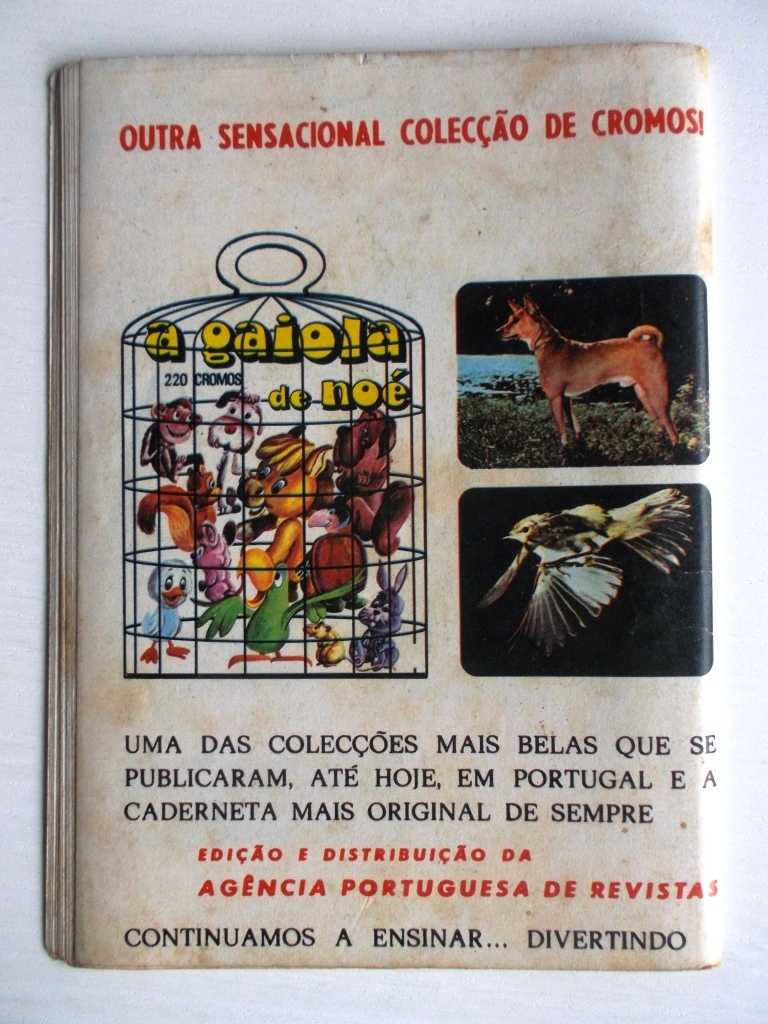 OUTRA SENSACIONAL COLECÇÃO DE CROMOS!
a gaiola
220 CROMOS
de noé
UMA DAS COLECÇÕES MAIS BELAS QUE SE
PUBLICARAM, ATÉ HOJE, EM PORTUGAL E A
CADERNETA MAIS ORIGINAL DE SEMPRE
EDIÇÃO E DISTRIBUIÇÃO DA
AGÊNCIA PORTUGUESA DE REVISTAS
CONTINUAMOS A ENSINAR... DIVERTINDO